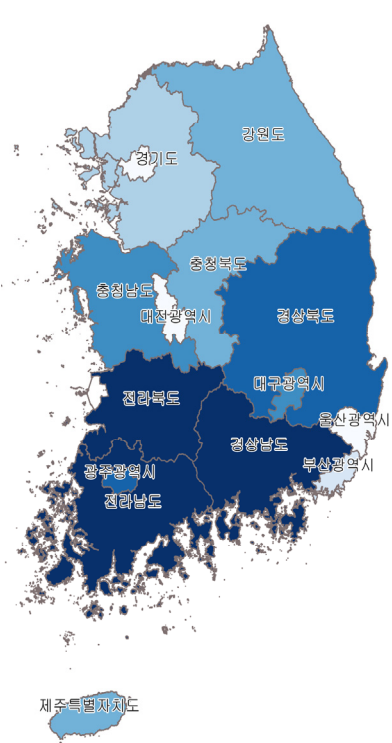 강원도
경기도
충청북도
충청남도
대전광역시
경상북도
대구광역시
전라북도
울산광역시
경상남도
부산광역시
광주광역시
전라남도
제주특별자치도